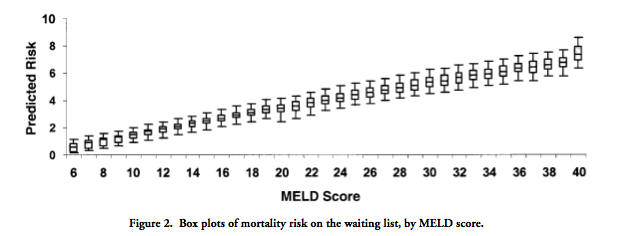 10
8
6
4
2
0
Predicted Risk
6 8 10 12 14 16 18 20 22 24 26 28 30 32 34 36 38 40
MELD Score
Figure 2. Box plots of mortality risk on the waiting list, by MELD score.